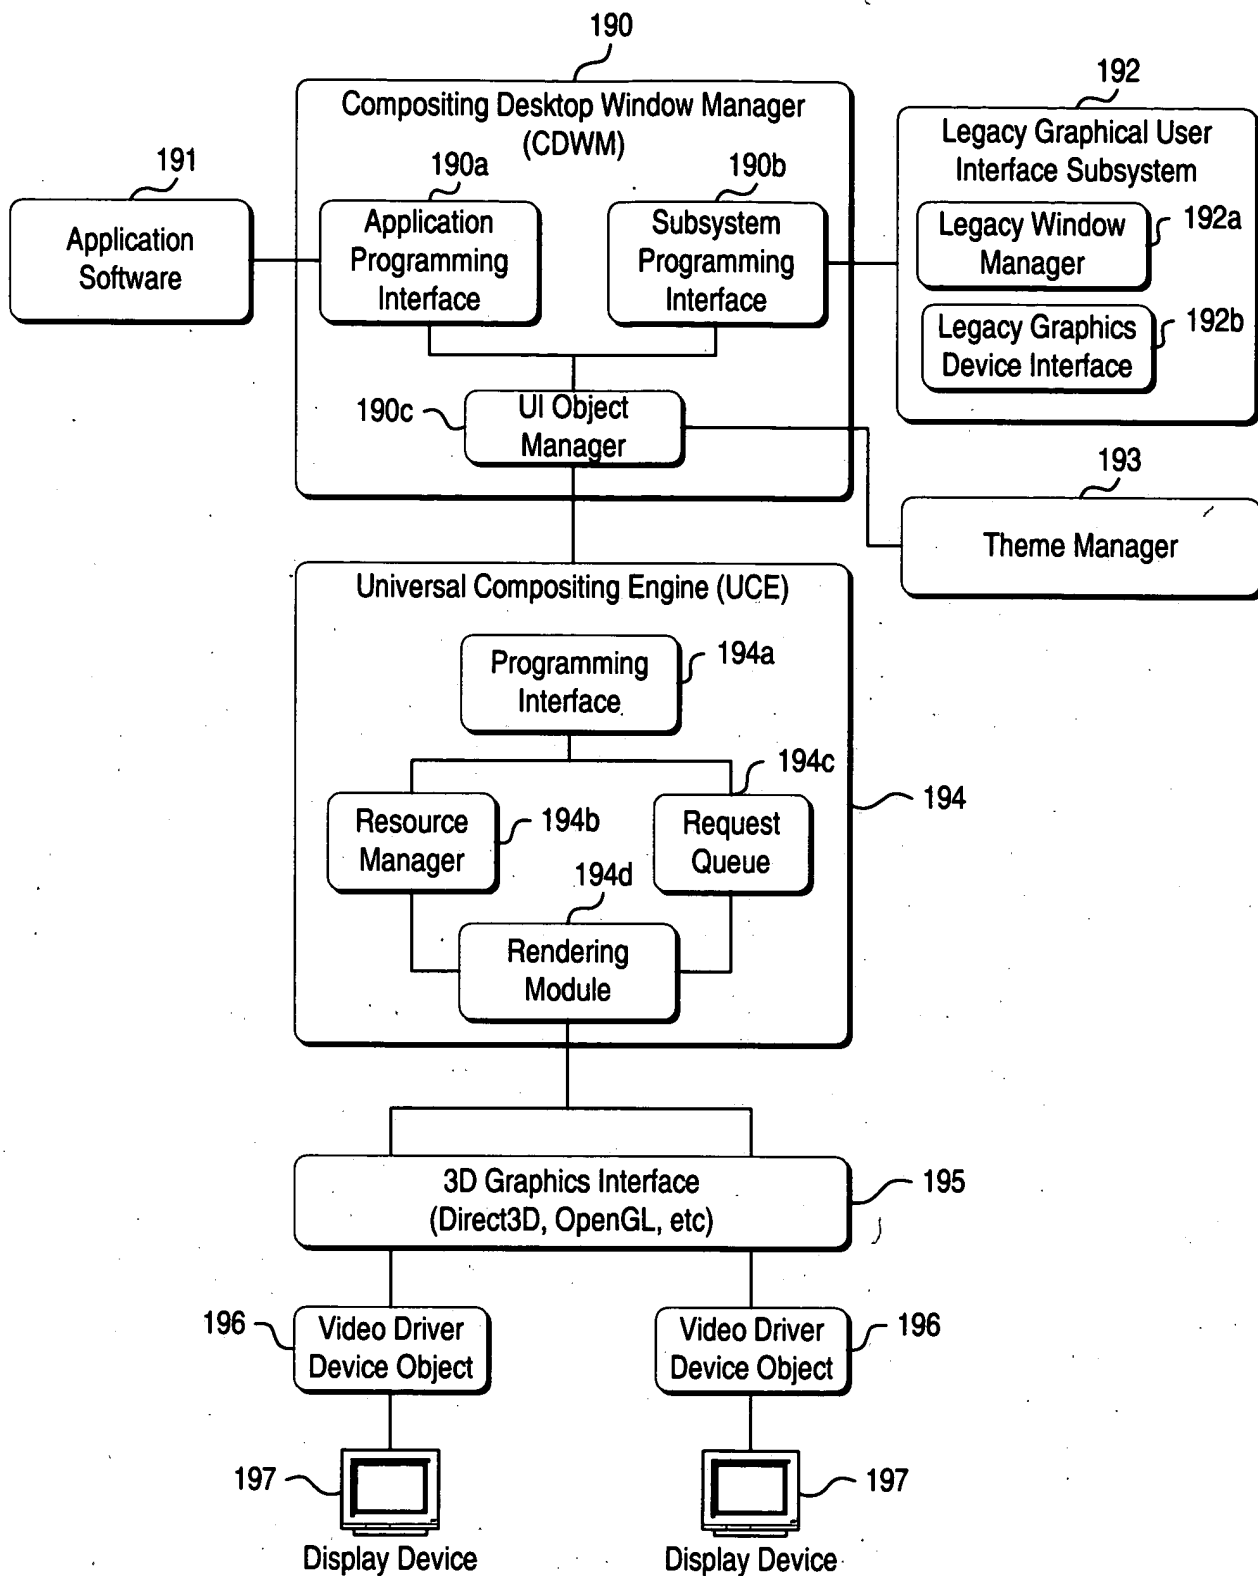 190
Compositing Desktop Window Manager
(CDWM)
192
Legacy Graphical User
Interface Subsystem
191
190a
190b
Application
Software
Application
Programming
Interface
Subsystem
Programming
Interface
Legacy Window
Manager
192a
Legacy Graphics
Device Interface
192b
190c
UI Object
Manager
193
Theme Manager
Universal Compositing Engine (UCE)
Programming
Interface
194a
194c
194
Resource
Manager
194b
Request
Queue
194d
Rendering
Module
3D Graphics Interface
(Direct3D, OpenGL, etc)
195
196
Video Driver
Device Object
Video Driver
Device Object
196
197
197
Display Device
Display Device